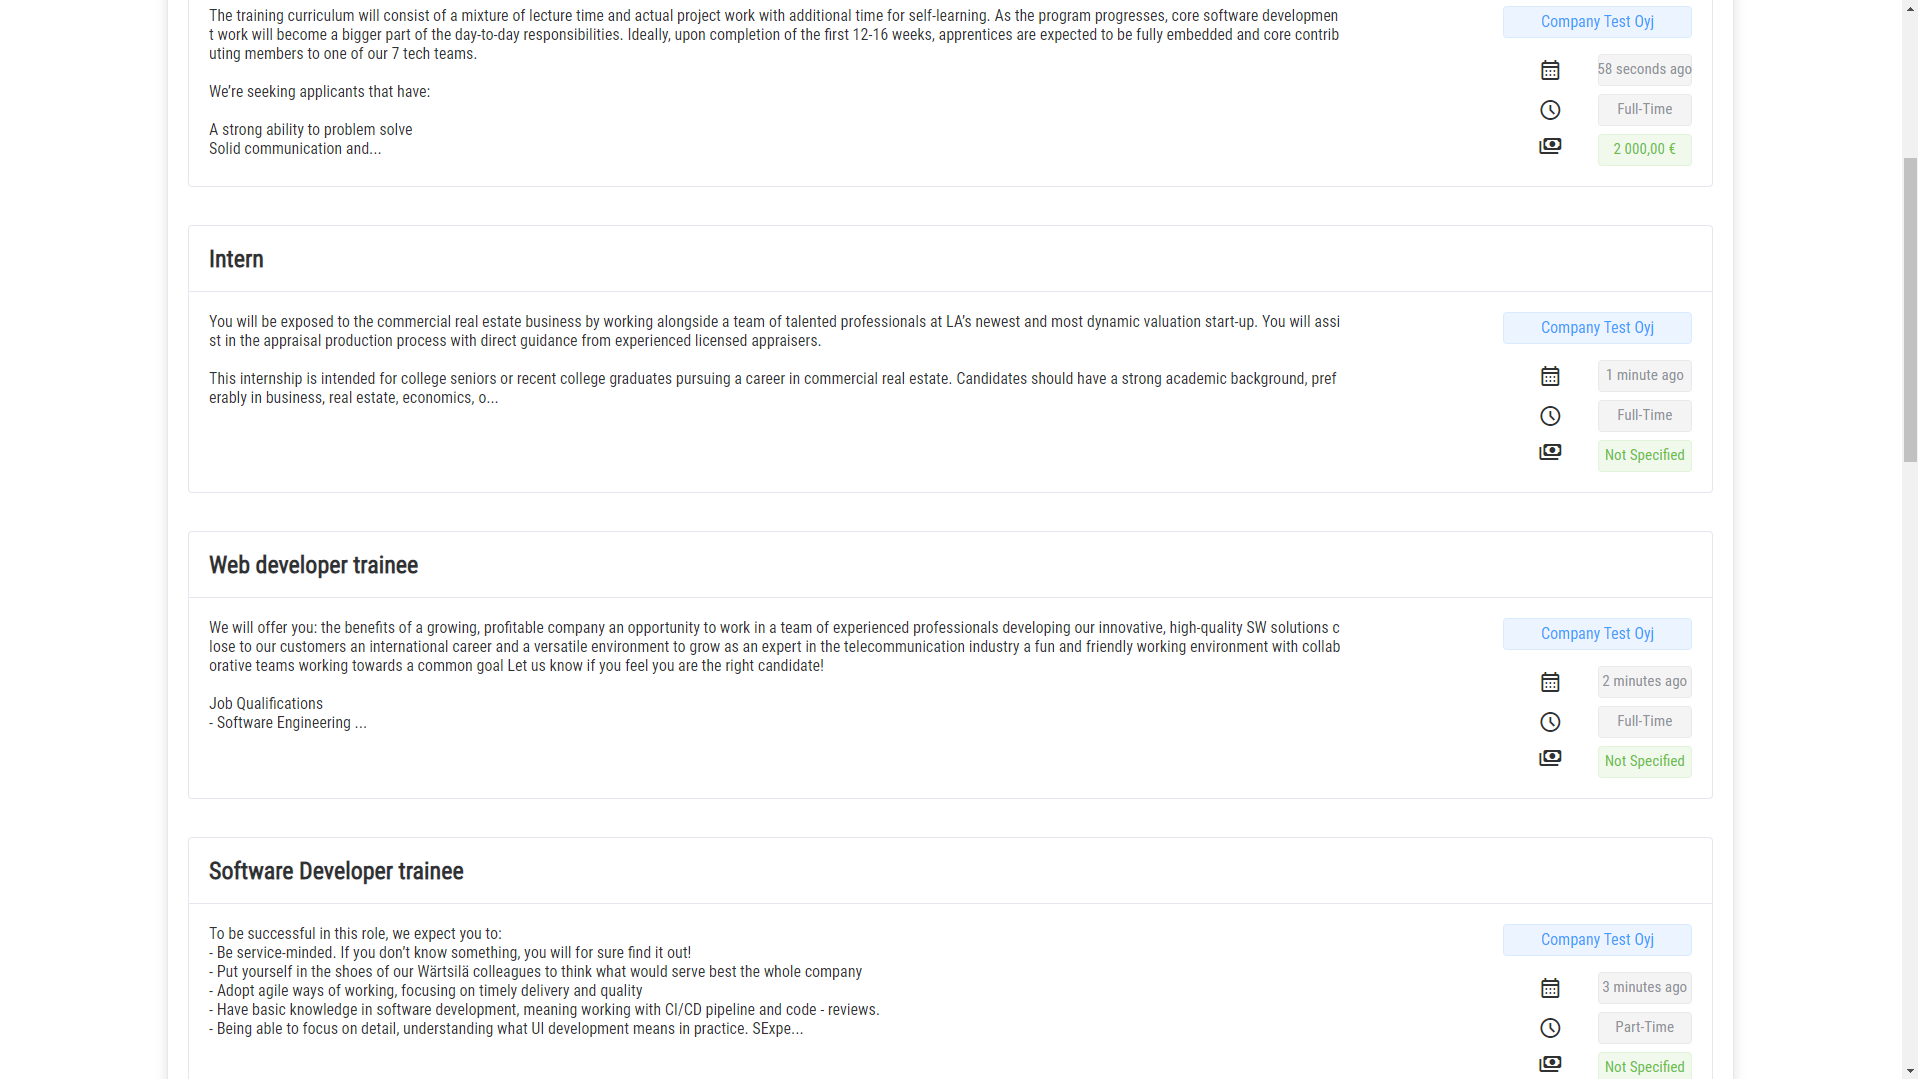 The training curriculum will consist of a mixture of lecture time and actual project work with additional time for self-learning. As the program progresses, core software developmen
t work will become a bigger part of the day-to-day responsibilities. Ideally, upon completion of the first 12-16 weeks, apprentices are expected to be fully embedded and core contrib
uting members to one of our 7 tech teams.
We're seeking applicants that have:
A strong ability to problem solve
Solid communication and...
Company Test Oyj
58 seconds ago
Full-Time
2 000,00 €
Intern
You will be exposed to the commercial real estate business by working alongside a team of talented professionals at LA's newest and most dynamic valuation start-up. You will assi
st in the appraisal production process with direct guidance from experienced licensed appraisers.
This internship is intended for college seniors or recent college graduates pursuing a career in commercial real estate. Candidates should have a strong academic background, pref
erably in business, real estate, economics, o...
Company Test Oyj
1 minute ago
Full-Time
Not Specified
Web developer trainee
We will offer you: the benefits of a growing, profitable company an opportunity to work in a team of experienced professionals developing our innovative, high-quality SW solutions c
lose to our customers an international career and a versatile environment to grow as an expert in the telecommunication industry a fun and friendly working environment with collab
orative teams working towards a common goal Let us know if you feel you are the right candidate!
Job Qualifications
- Software Engineering ...
Company Test Oyj
2 minutes ago
Full-Time
Not Specified
Software Developer trainee
To be successful in this role, we expect you to:
- Be service-minded. If you don't know something, you will for sure find it out!
- Put yourself in the shoes of our Wärtsilä colleagues to think what would serve best the whole company
- Adopt agile ways of working, focusing on timely delivery and quality
- Have basic knowledge in software development, meaning working with CI/CD pipeline and code - reviews.
- Being able to focus on detail, understanding what UI development means in practice. SExpe...
Company Test Oyj
3 minutes ago
Part-Time
Not Specified